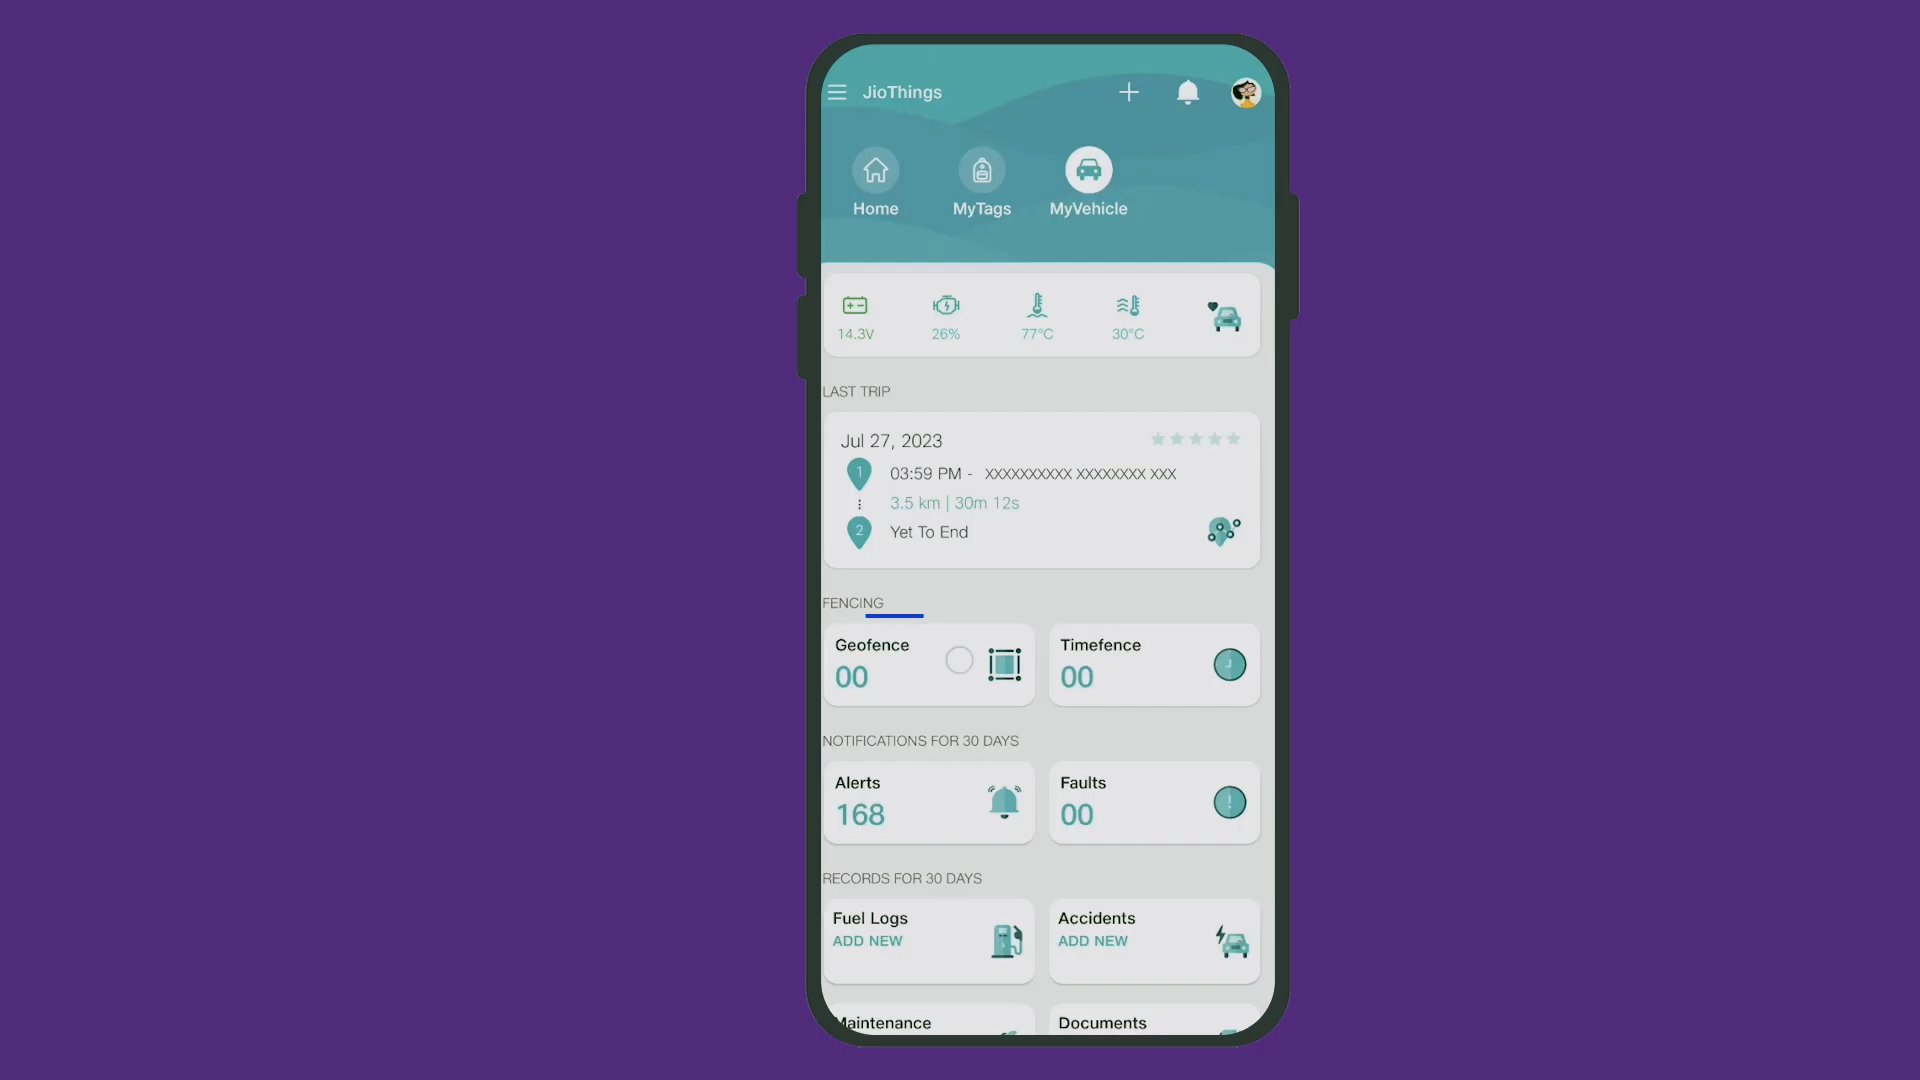 JioThings
Home MyTags MyVehicle
14.3V 26% 77°C 30°C
LAST TRIP
Jul 27, 2023
1 03:59 PM - XXXXXXXXXX XXXXXXXX XXX
3.5 km | 30m 12s
2 Yet To End
FENCING
Geofence Timefence
00 00
NOTIFICATIONS FOR 30 DAYS
Alerts Faults
168 00
RECORDS FOR 30 DAYS
Fuel Logs Accidents
ADD NEW ADD NEW
Maintenance Documents